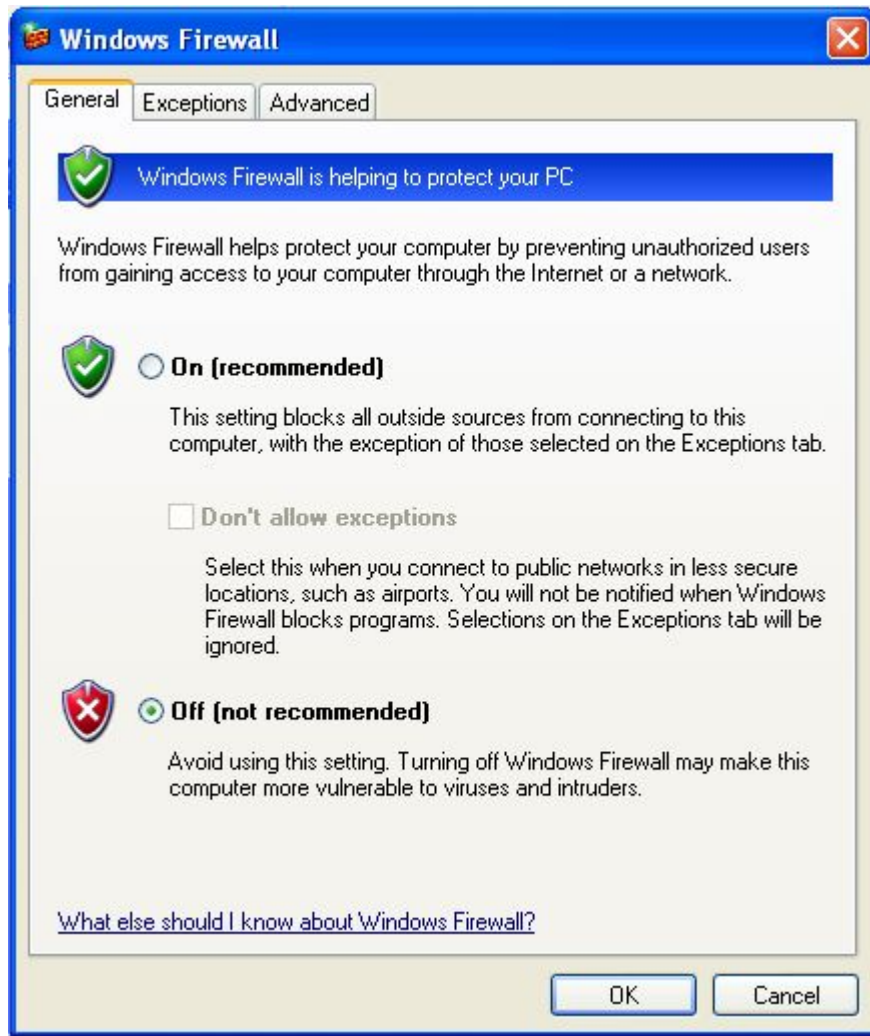 Windows Firewall
General Exceptions Advanced
Windows Firewall is helping to protect your PC
Windows Firewall helps protect your computer by preventing unauthorized users
from gaining access to your computer through the Internet or a network.
On (recommended)
This setting blocks all outside sources from connecting to this
computer, with the exception of those selected on the Exceptions tab.
Don't allow exceptions
Select this when you connect to public networks in less secure
locations, such as airports. You will not be notified when Windows
Firewall blocks programs. Selections on the Exceptions tab will be
ignored.
Off (not recommended)
Avoid using this setting. Turning off Windows Firewall may make this
computer more vulnerable to viruses and intruders.
What else should I know about Windows Firewall?
OK Cancel